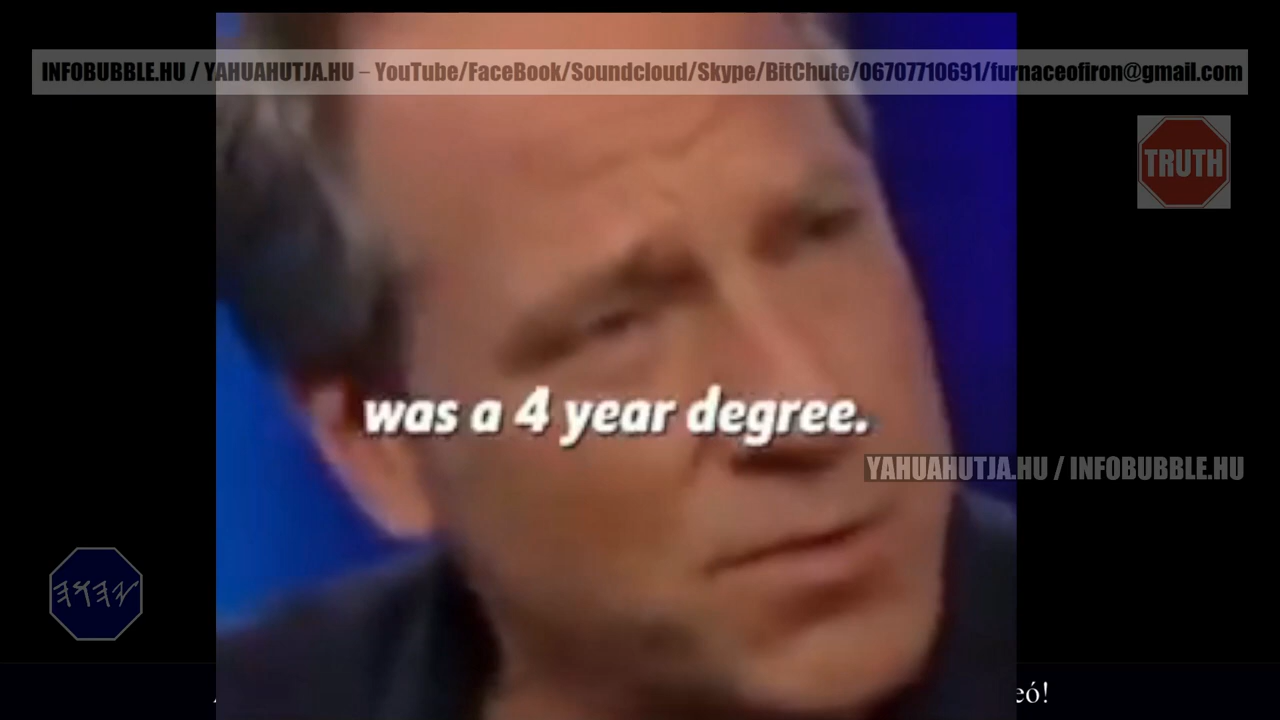 INFOBUBBLE.HU / YAHUAHUTJA.HU – YouTube/FaceBook/Soundcloud/Skype/BitChute/06707710691/furnaceofiron@gmail.com
TRUTH
was a 4 year degree.
YAHUAHUTJA.HU / INFOBUBBLE.HU
𐤉𐤄𐤅𐤄